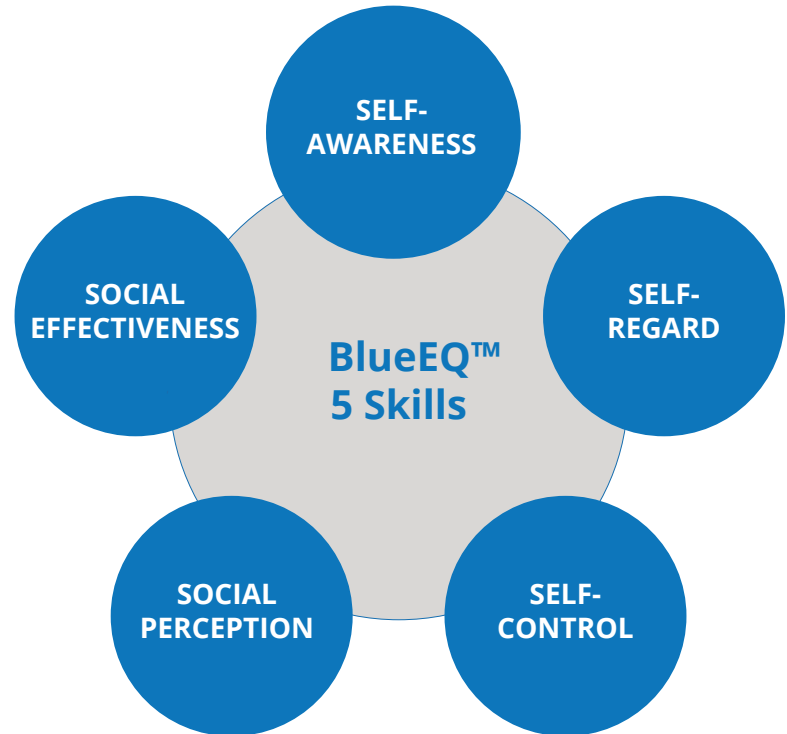 SELF-
AWARENESS
SOCIAL
EFFECTIVENESS
SELF-
REGARD
BlueEQ™
5 Skills
SOCIAL
PERCEPTION
SELF-
CONTROL